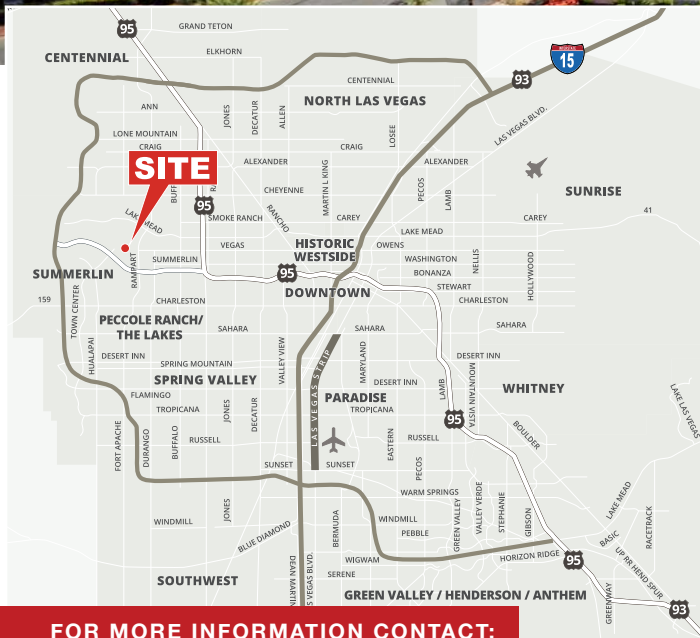 95
GRAND TETON
ELKHORN
CENTENNIAL
INTERSTATE
15
93
CENTENNIAL
NORTH LAS VEGAS
ANN
JONES
DECATUR
ALLEN
LAS VEGAS BLVD.
LONE MOUNTAIN
CRAIG
CRAIG
LOSEE
SITE
ALEXANDER
ALEXANDER
MARTIN L KING
CHEYENNE
PECOS
LAMB
SUNRISE
95
RANCHO
LAKE MEAD
SMOKE RANCH
CAREY
CAREY
41
LAKE MEAD
VEGAS
HISTORIC
WESTSIDE
OWENS
RAMPART
SUMMERLIN
WASHINGTON
NELLIS
HOLLYWOOD
SUMMERLIN
95
BONANZA
STEWART
DOWNTOWN
159
TOWN CENTER
CHARLESTON
CHARLESTON
PECCOLE RANCH/
THE LAKES
SAHARA
SAHARA
SAHARA
HUALAPAI
DESERT INN
VALLEY VIEW
LAS VEGAS STRIP
MARYLAND
DESERT INN
SPRING MOUNTAIN
SPRING VALLEY
DESERT INN
LAMB
MOUNTAIN VISTA
WHITNEY
FLAMINGO
PARADISE
TROPICANA
JONES
DECATUR
TROPICANA
LAKE LAS VEGAS
95
FORT APACHE
DURANGO
BUFFALO
RUSSELL
EASTERN
RUSSELL
BOULDER
SUNSET
SUNSET
PECOS
WARM SPRINGS
GREEN VALLEY
VALLEY VERDE
STEPHANIE
GIBSON
LAKE MEAD
RACETRACK
WINDMILL
JONES
BERMUDA
WINDMILL
BLUE DIAMOND
PEBBLE
BASIC
DEAN MARTIN
S VEGAS BLVD.
WIGWAM
HORIZON RIDGE
95
UP RR HEND SPUR
SERENE
SOUTHWEST
GREEN VALLEY / HENDERSON / ANTHEM
GREENWAY
93
FOR MORE INFORMATION CONTACT: